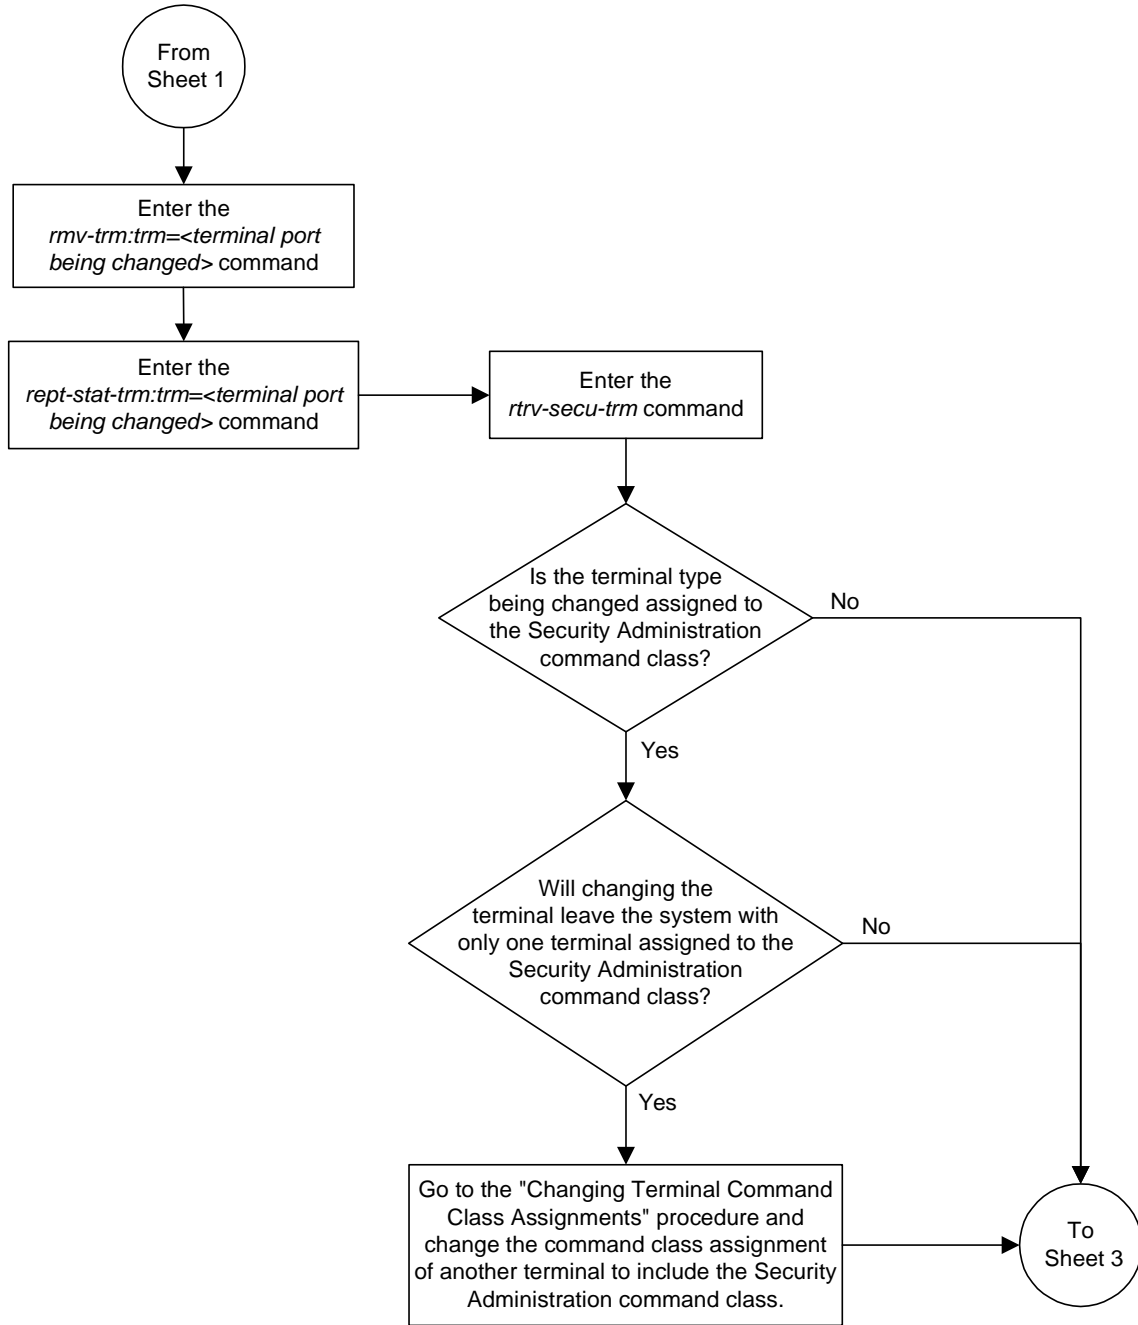 From
Sheet 1
Enter the
rmv-trm:trm=<terminal port
being changed> command
Enter the
rept-stat-trm:trm=<terminal port
being changed> command
Enter the
rtrv-secu-trm command
Is the terminal type
being changed assigned to
the Security Administration
command class?
No
Yes
Will changing the
terminal leave the system with
only one terminal assigned to the
Security Administration
command class?
No
Yes
Go to the "Changing Terminal Command
Class Assignments" procedure and
change the command class assignment
of another terminal to include the Security
Administration command class.
To
Sheet 3